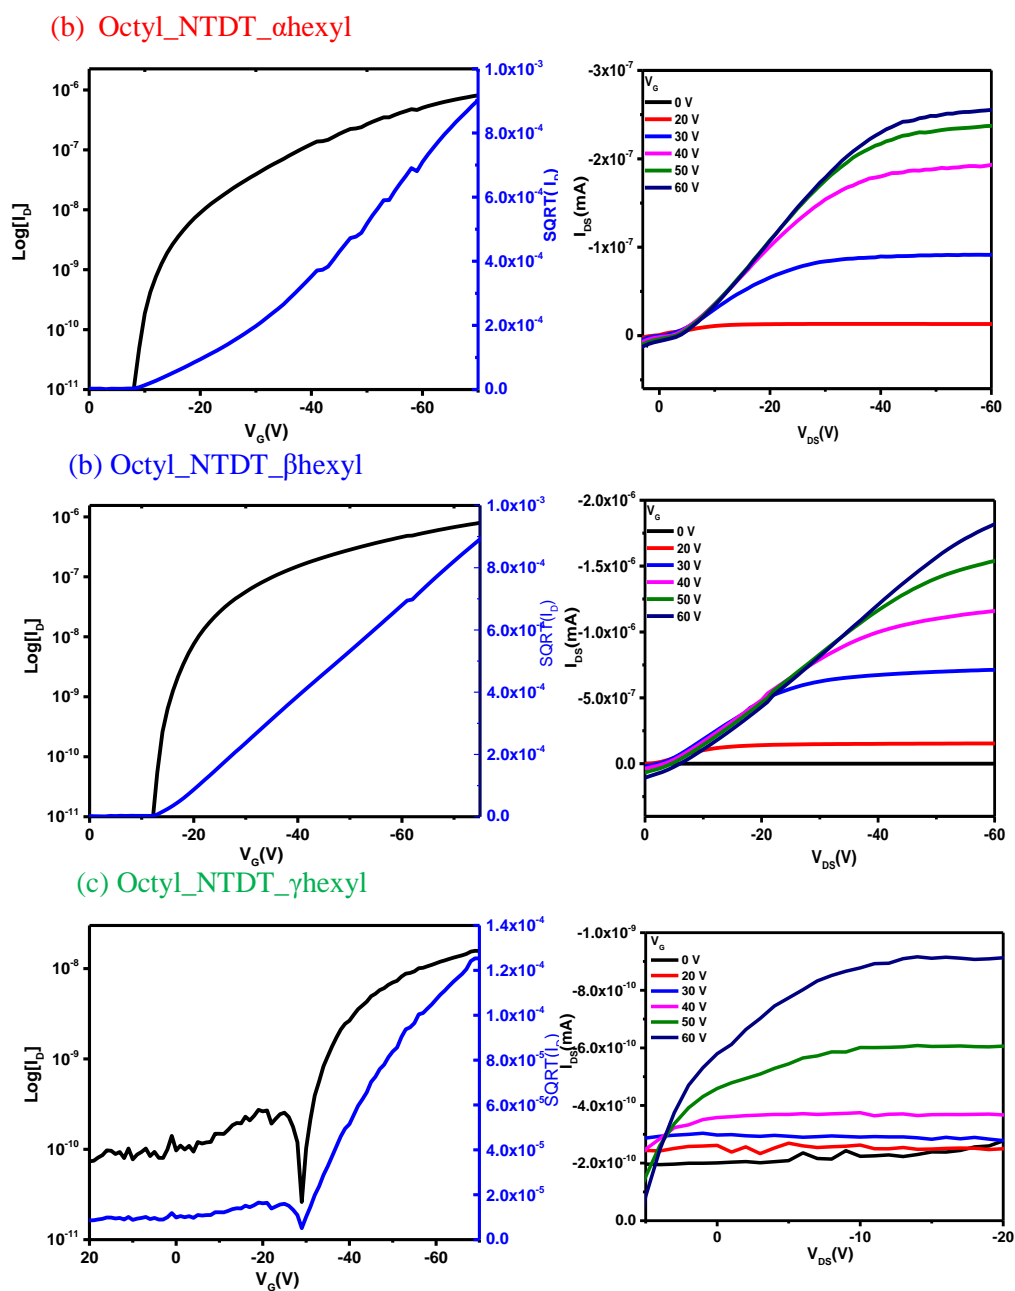 (b) Octyl_NTDT_αhexyl
10⁻⁶
10⁻⁷
10⁻⁸
10⁻⁹
10⁻¹⁰
10⁻¹¹
Log[I_D]
0 -20 -40 -60
V_G(V)
1.0x10⁻³
8.0x10⁻⁴
6.0x10⁻⁴
4.0x10⁻⁴
2.0x10⁻⁴
0.0
SQRT(I_D)
-3x10⁻⁷
-2x10⁻⁷
-1x10⁻⁷
0
I_DS(mA)
V_G
0 V
20 V
30 V
40 V
50 V
60 V
0 -20 -40 -60
V_DS(V)
(b) Octyl_NTDT_βhexyl
10⁻⁶
10⁻⁷
10⁻⁸
10⁻⁹
10⁻¹⁰
10⁻¹¹
Log[I_D]
0 -20 -40 -60
V_G(V)
1.0x10⁻³
8.0x10⁻⁴
6.0x10⁻⁴
4.0x10⁻⁴
2.0x10⁻⁴
0.0
SQRT(I_D)
-2.0x10⁻⁶
-1.5x10⁻⁶
-1.0x10⁻⁶
-5.0x10⁻⁷
0.0
I_DS(mA)
V_G
0 V
20 V
30 V
40 V
50 V
60 V
0 -20 -40 -60
V_DS(V)
(c) Octyl_NTDT_γhexyl
10⁻⁸
10⁻⁹
10⁻¹⁰
10⁻¹¹
Log[I_D]
20 0 -20 -40 -60
V_G(V)
1.4x10⁻⁴
1.2x10⁻⁴
1.0x10⁻⁴
8.0x10⁻⁵
6.0x10⁻⁵
4.0x10⁻⁵
2.0x10⁻⁵
0.0
SQRT(I_D)
-1.0x10⁻⁹
-8.0x10⁻¹⁰
-6.0x10⁻¹⁰
-4.0x10⁻¹⁰
-2.0x10⁻¹⁰
0.0
I_DS(mA)
V_G
0 V
20 V
30 V
40 V
50 V
60 V
0 -10 -20
V_DS(V)